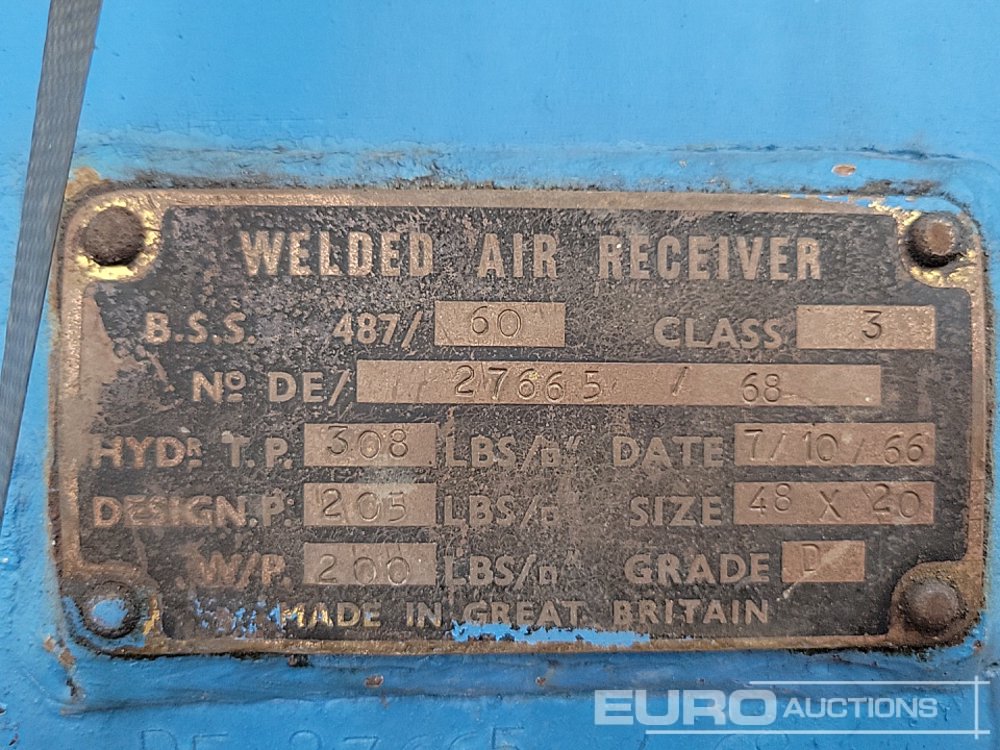 WELDED AIR RECEIVER
B.S.S. 487/ 60 CLASS 3
Nº DE/ 27665 / 68
HYDR. T.P. 308 LBS/□" DATE 7/10/66
DESIGN.P. 205 LBS/□" SIZE 48 X 20
W/P. 200 LBS/□" GRADE D
MADE IN GREAT BRITAIN
EURO AUCTIONS